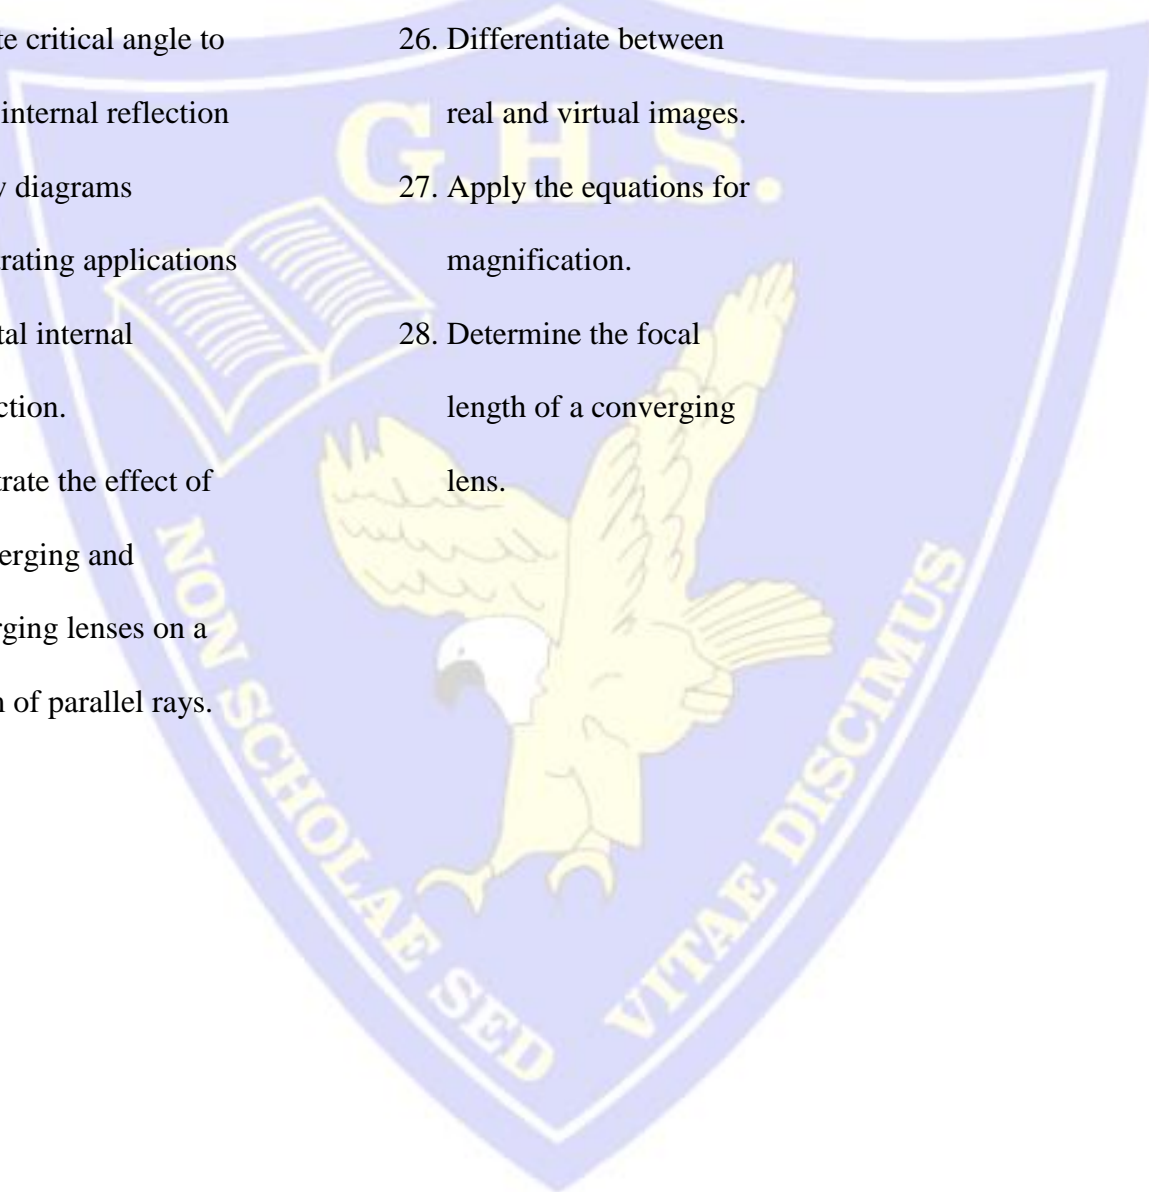 te critical angle to
internal reflection
y diagrams
rating applications
tal internal
ction.
trate the effect of
erging and
rging lenses on a
n of parallel rays.
26. Differentiate between
real and virtual images.
27. Apply the equations for
magnification.
28. Determine the focal
length of a converging
lens.
G.H.S.
NON SCHOLAE SED
VITAE DISCIMUS